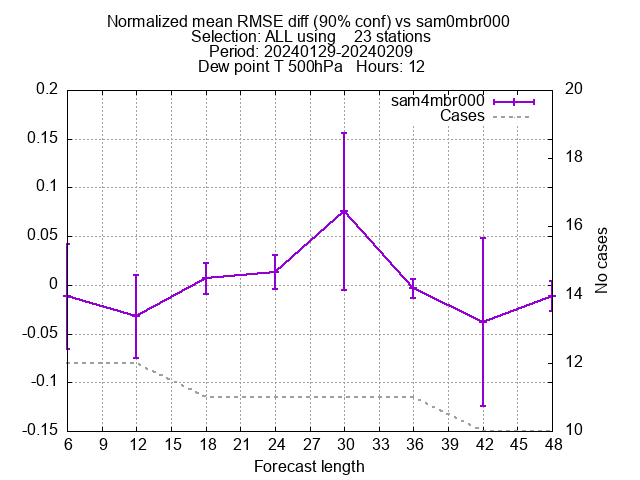 Normalized mean RMSE diff (90% conf) vs sam0mbr000
Selection: ALL using    23 stations
Period: 20240129-20240209
Dew point T 500hPa   Hours: 12
sam4mbr000
Cases
0.2
0.15
0.1
0.05
0
-0.05
-0.1
-0.15
20
18
16
14
12
10
No cases
6 12 18 24 27 30 33 36 39 42 45 48
15
21
Forecast length